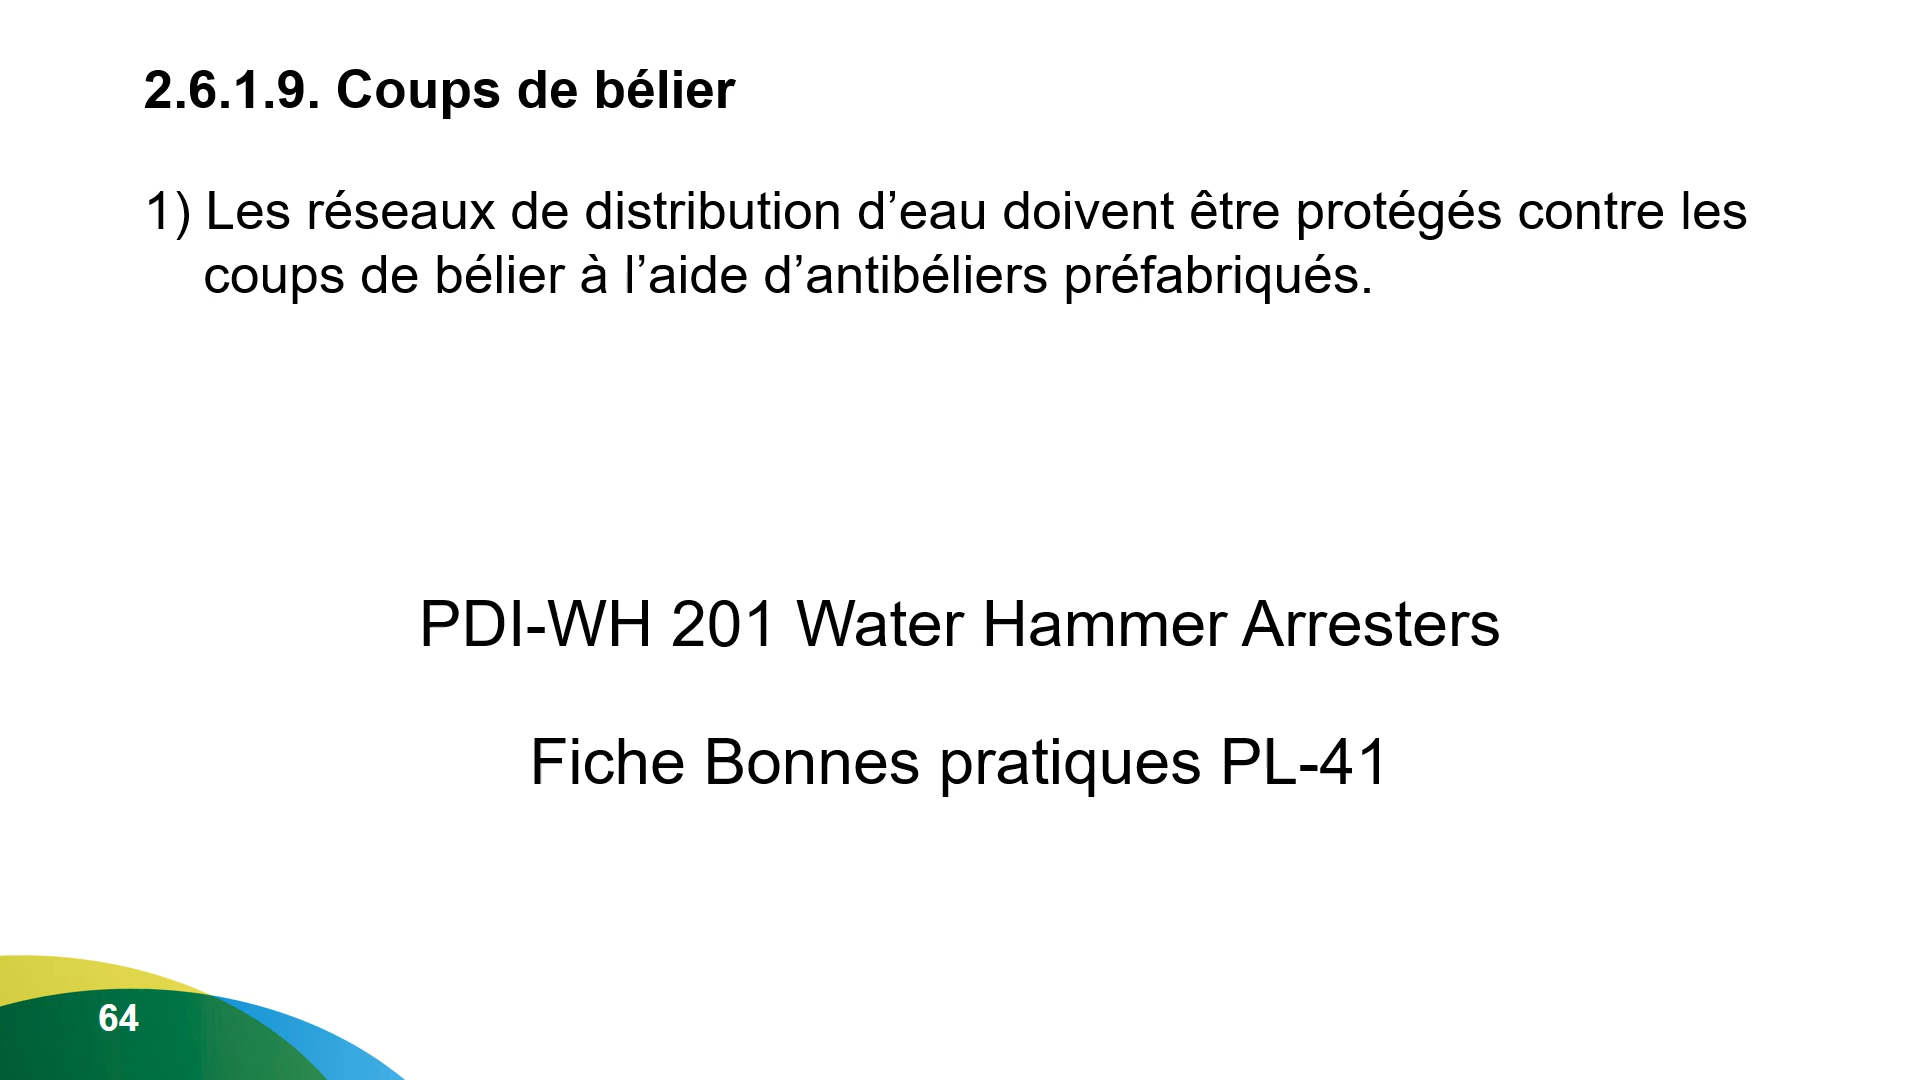 2.6.1.9. Coups de bélier
1) Les réseaux de distribution d’eau doivent être protégés contre les
coups de bélier à l’aide d’antibéliers préfabriqués.
PDI-WH 201 Water Hammer Arresters
Fiche Bonnes pratiques PL-41
64